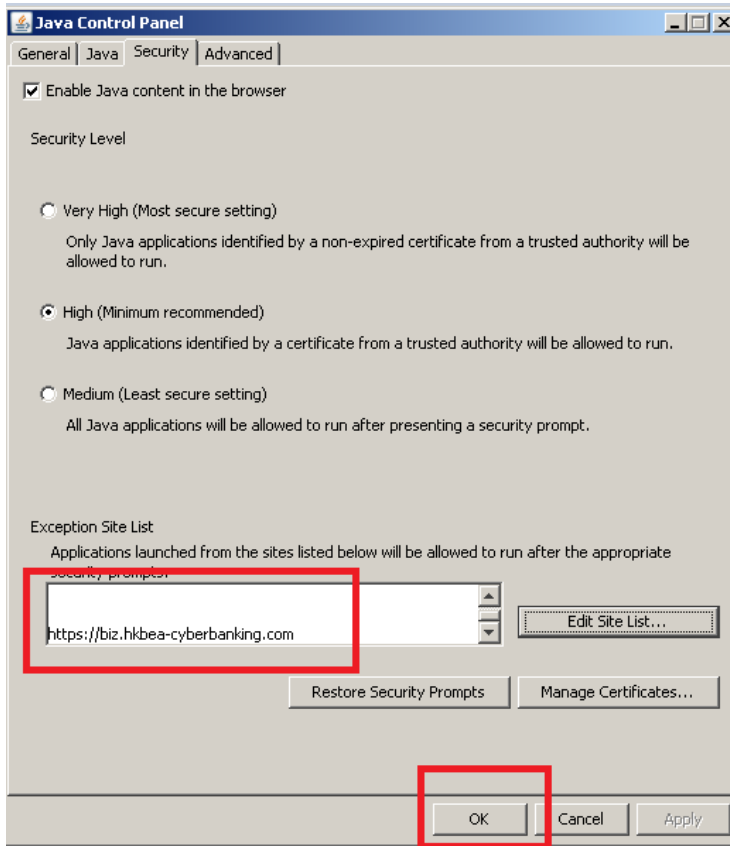 Java Control Panel
General Java Security Advanced
Enable Java content in the browser
Security Level
Very High (Most secure setting)
Only Java applications identified by a non-expired certificate from a trusted authority will be
allowed to run.
High (Minimum recommended)
Java applications identified by a certificate from a trusted authority will be allowed to run.
Medium (Least secure setting)
All Java applications will be allowed to run after presenting a security prompt.
Exception Site List
Applications launched from the sites listed below will be allowed to run after the appropriate
security prompts.
https://biz.hkbea-cyberbanking.com
Edit Site List...
Restore Security Prompts Manage Certificates...
OK Cancel Apply